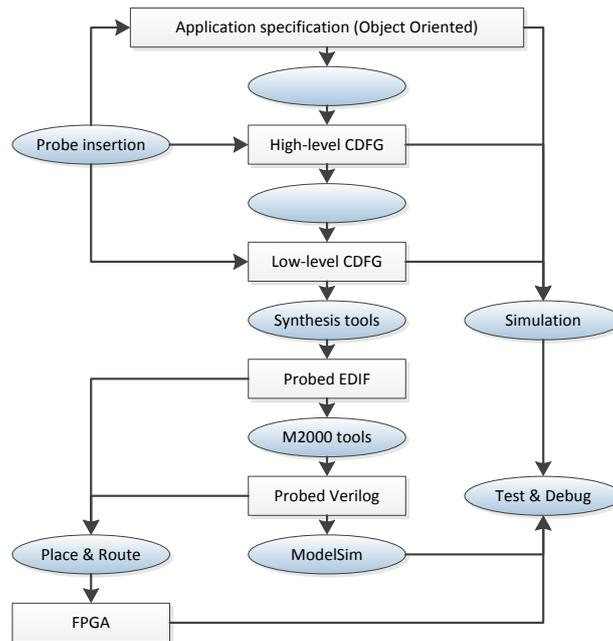 Application specification (Object Oriented)
Probe insertion
High-level CDFG
Low-level CDFG
Synthesis tools
Simulation
Probed EDIF
M2000 tools
Probed Verilog
Test & Debug
Place & Route
ModelSim
FPGA